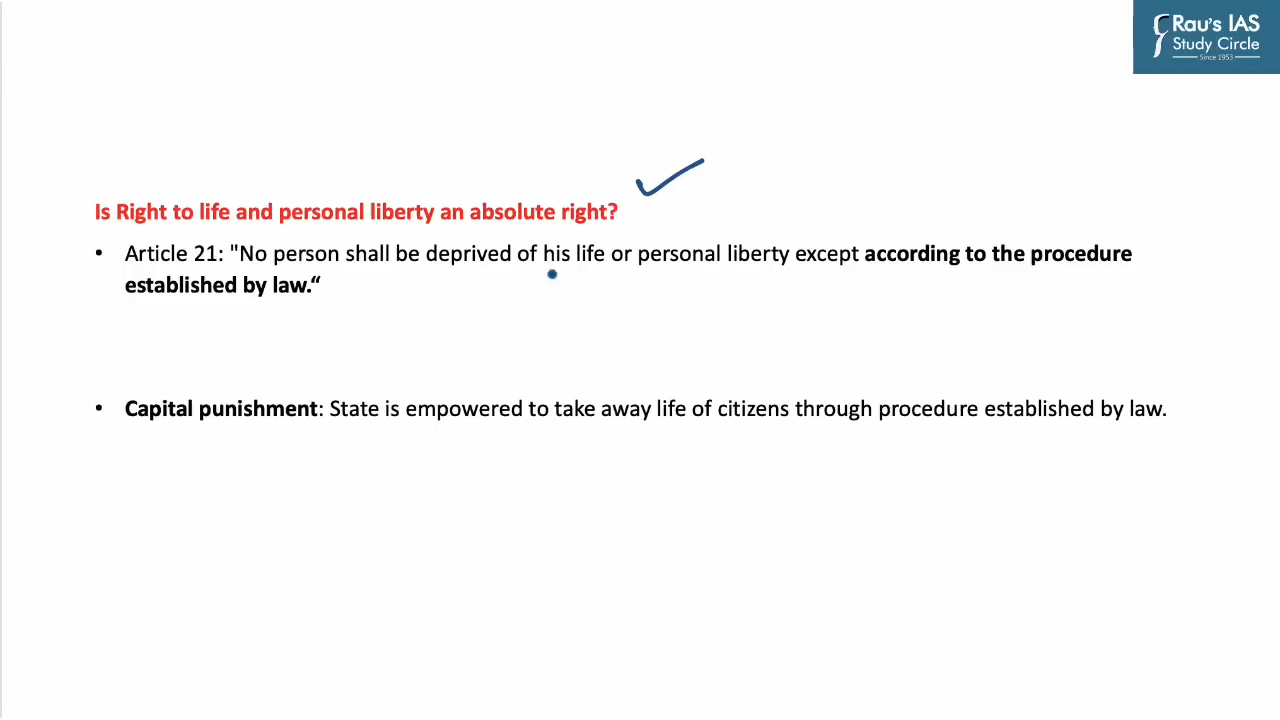 Rau's IAS
Study Circle
Since 1953
Is Right to life and personal liberty an absolute right?
• Article 21: "No person shall be deprived of his life or personal liberty except according to the procedure
established by law.“
• Capital punishment: State is empowered to take away life of citizens through procedure established by law.